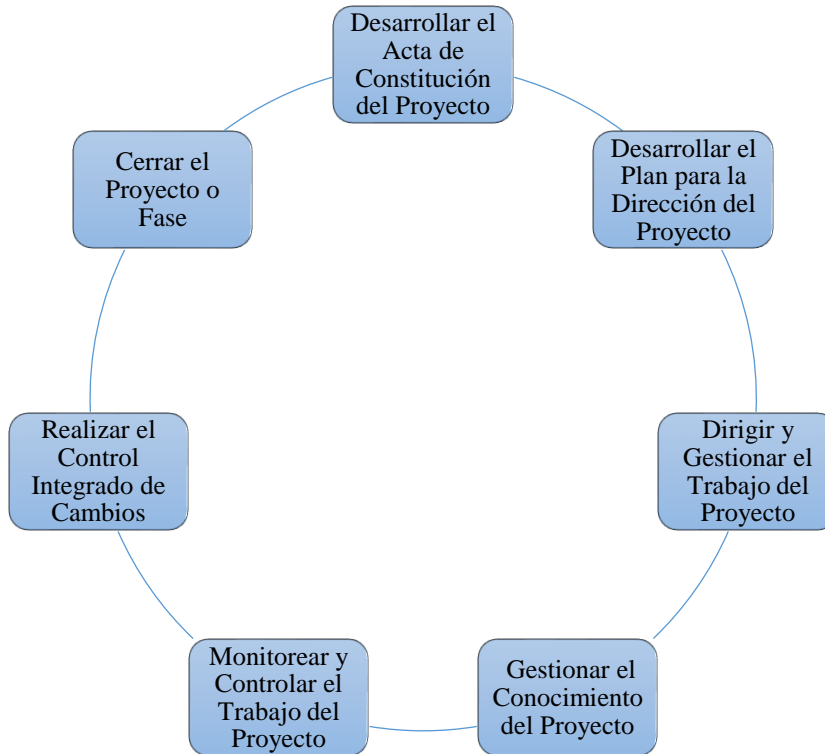 Desarrollar el
Acta de
Constitución
del Proyecto
Desarrollar el
Plan para la
Dirección del
Proyecto
Dirigir y
Gestionar el
Trabajo del
Proyecto
Gestionar el
Conocimiento
del Proyecto
Monitorear y
Controlar el
Trabajo del
Proyecto
Realizar el
Control
Integrado de
Cambios
Cerrar el
Proyecto o
Fase